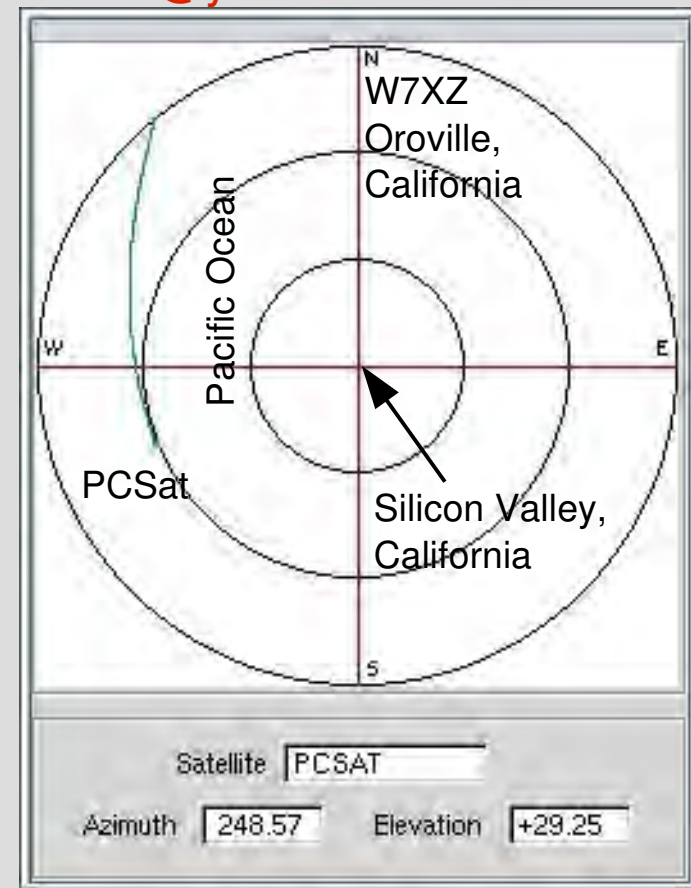 N
W7XZ
Oroville,
California
Pacific Ocean
W
E
PCSat
Silicon Valley,
California
S
Satellite PCSAT
Azimuth 248.57 Elevation +29.25